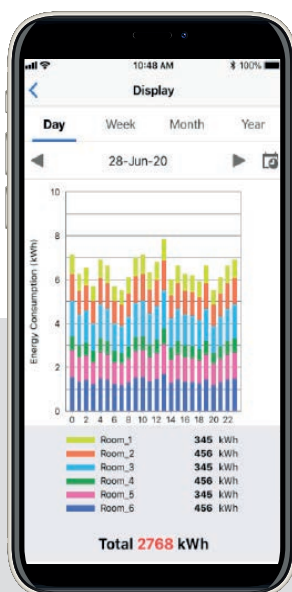 10:48 AM 100%
Display
Day Week Month Year
28-Jun-20
Energy Consumption (kWh)
10
8
6
4
2
0
0 2 4 6 8 10 12 14 16 18 20 22
Room_1 345 kWh
Room_2 456 kWh
Room_3 345 kWh
Room_4 456 kWh
Room_5 345 kWh
Room_6 456 kWh
Total 2768 kWh